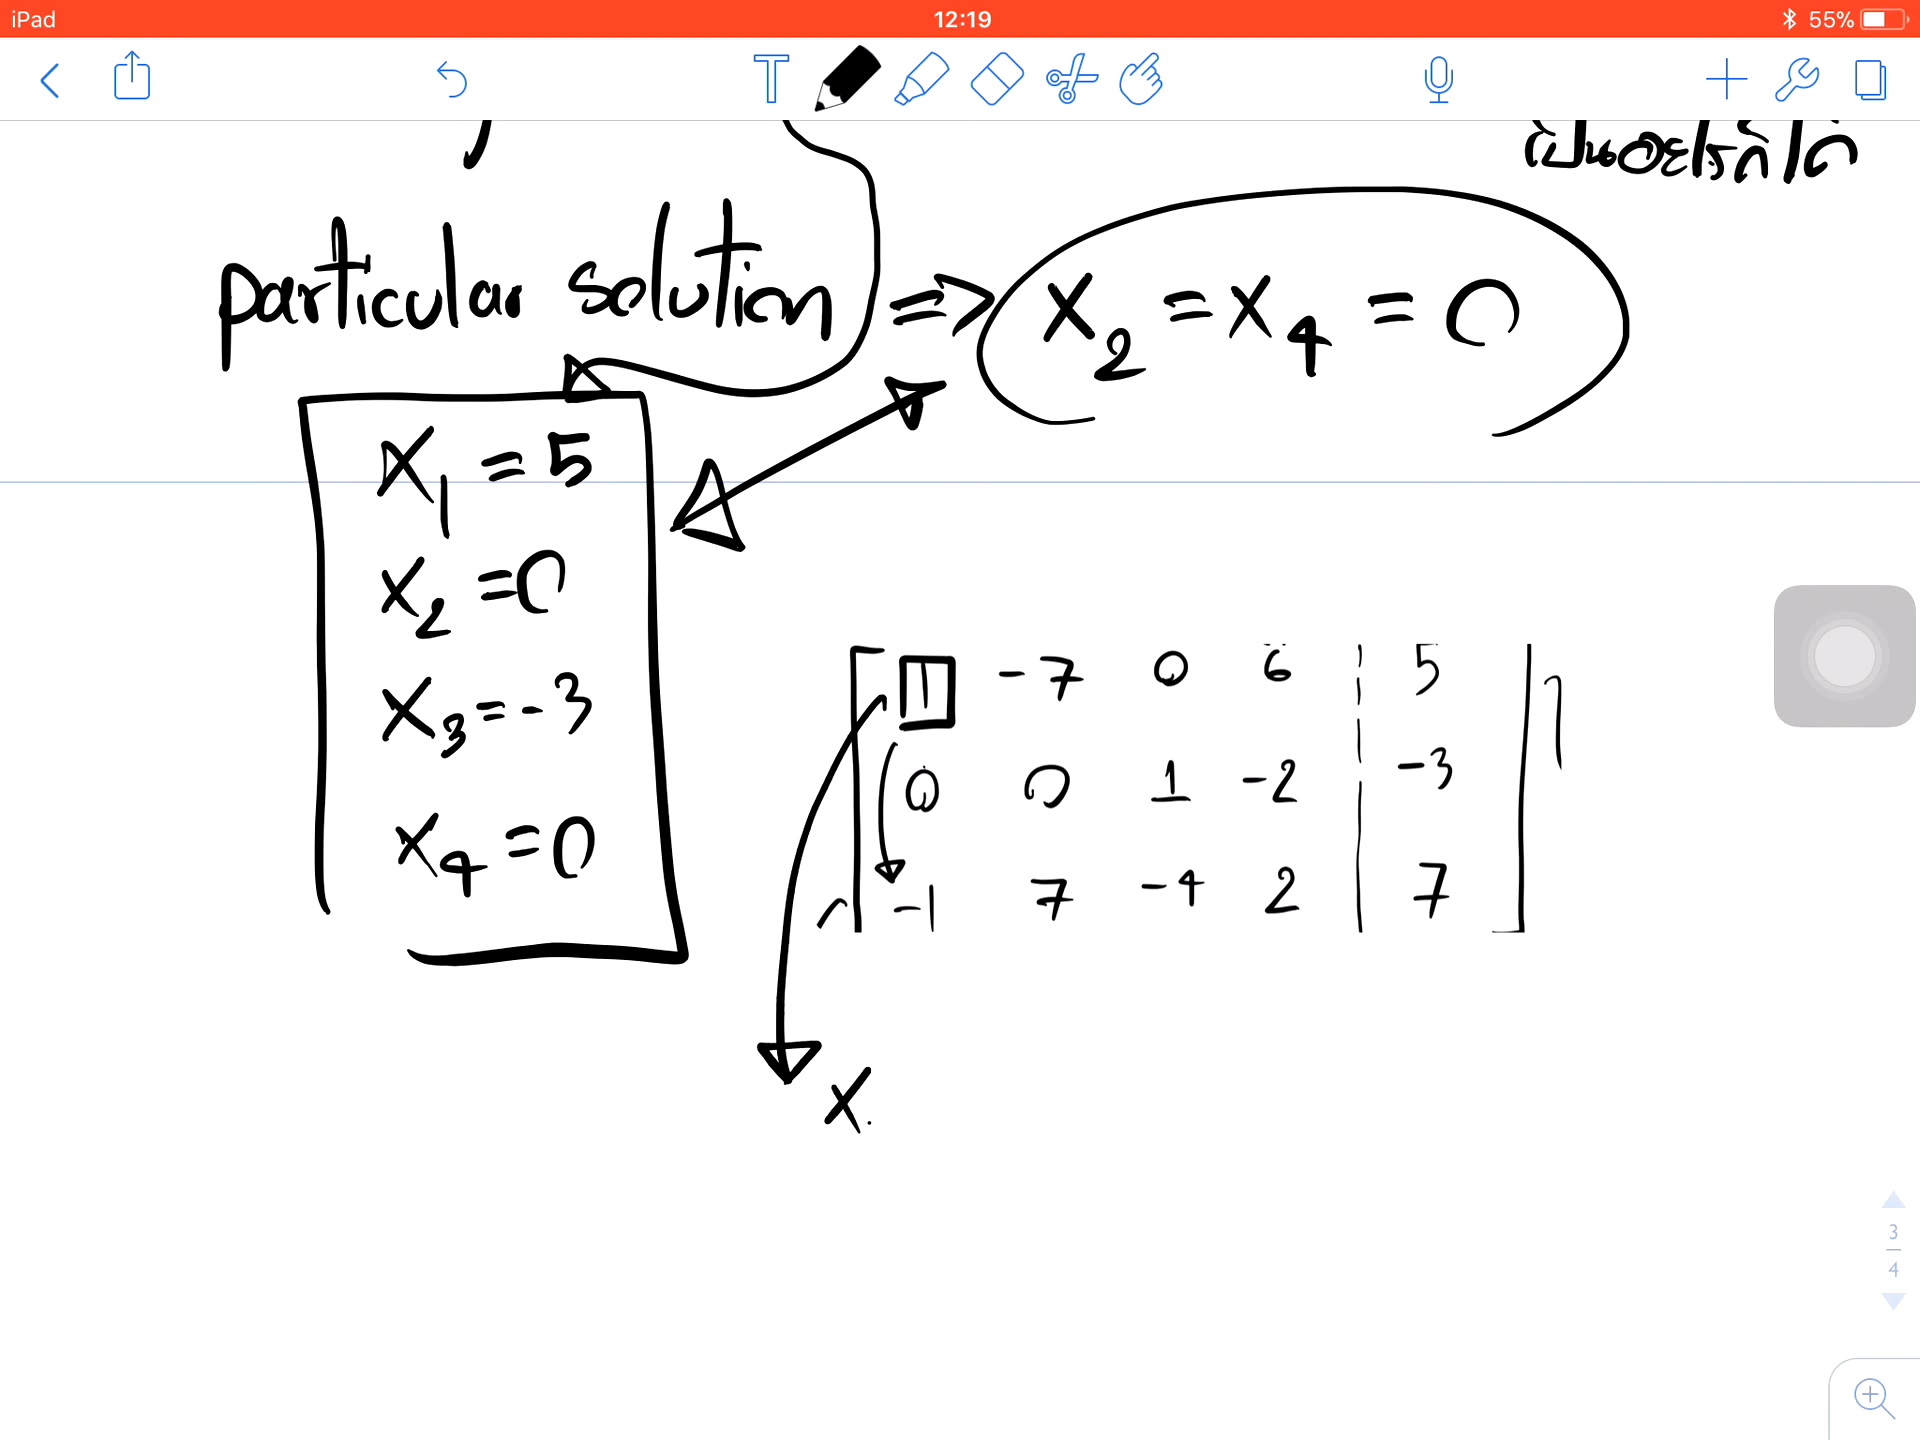 iPad 12:19 55%
T
เป็นอะไรก็ได้
particular solution ⇒ x₂ = x₄ = 0
x₁ = 5
x₂ = 0
x₃ = -3
x₄ = 0
1 -7 0 6 5
0 0 1 -2 -3
-1 7 -4 2 7
x.
3
4